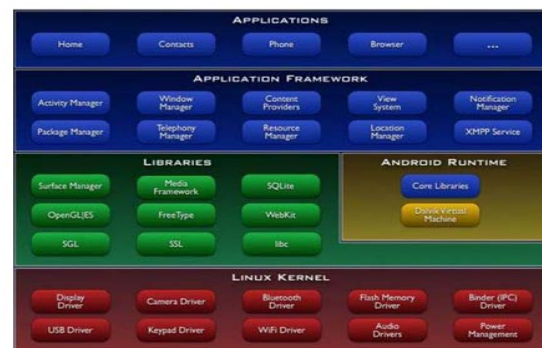 APPLICATIONS
Home Contacts Phone Browser ...
APPLICATION FRAMEWORK
Activity Manager Window Manager Content Providers View System Notification Manager
Package Manager Telephony Manager Resource Manager Location Manager XMPP Service
LIBRARIES
Surface Manager Media Framework SQLite
OpenGL|ES FreeType WebKit
SGL SSL libc
ANDROID RUNTIME
Core Libraries
Dalvik Virtual Machine
LINUX KERNEL
Display Driver Camera Driver Bluetooth Driver Flash Memory Driver Binder (IPC) Driver
USB Driver Keypad Driver WiFi Driver Audio Drivers Power Management